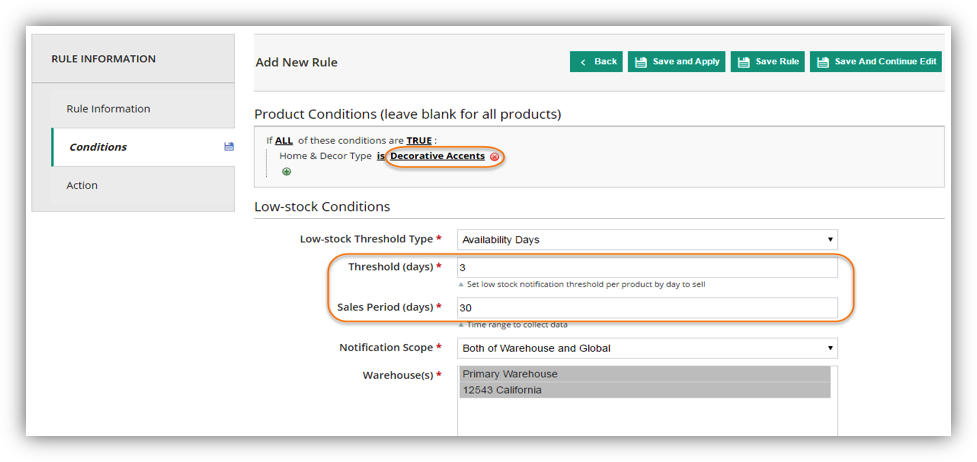 RULE INFORMATION
Rule Information
Conditions
Action
Add New Rule
Back
Save and Apply
Save Rule
Save And Continue Edit
Product Conditions (leave blank for all products)
If ALL of these conditions are TRUE :
Home & Decor Type is Decorative Accents
Low-stock Conditions
Low-stock Threshold Type * Availability Days
Threshold (days) * 3
Set low stock notification threshold per product by day to sell
Sales Period (days) * 30
Time range to collect data
Notification Scope * Both of Warehouse and Global
Warehouse(s) * Primary Warehouse
12543 California